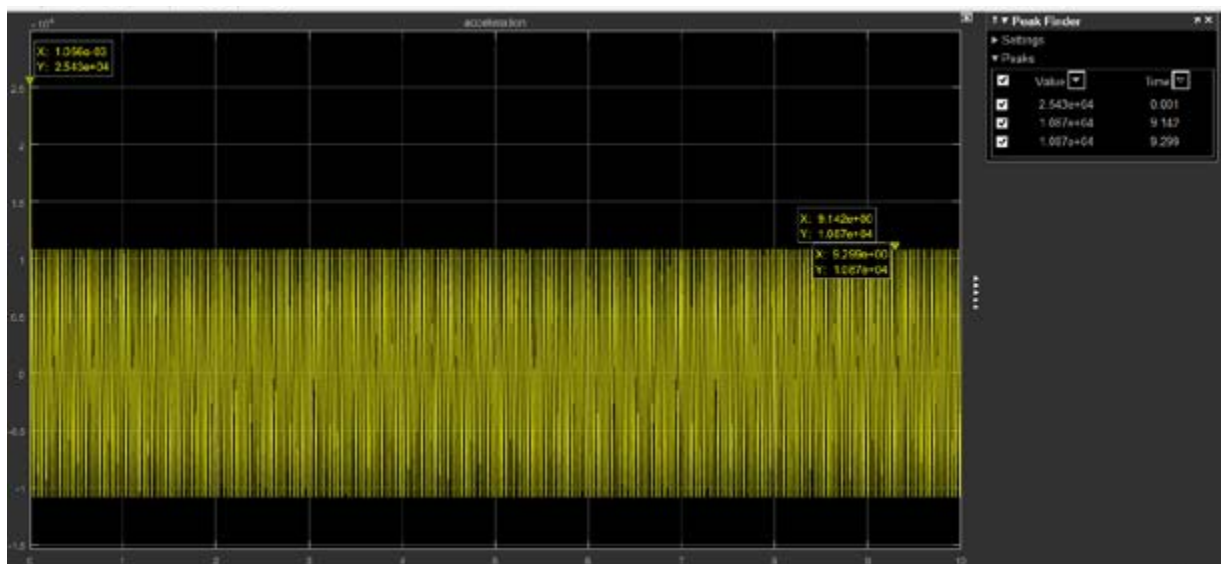 acceleration
×10⁴
X: 1.056e-03
Y: 2.543e+04
2.5
2
1.5
1
0.5
0
-0.5
-1
-1.5
0 1 2 3 4 5 6 7 8 9 10
X: 9.142e+00
Y: 1.087e+04
X: 9.299e+00
Y: 1.087e+04
Peak Finder
Settings
Peaks
Value Time
2.543e+04 0.001
1.087e+04 9.142
1.087e+04 9.299